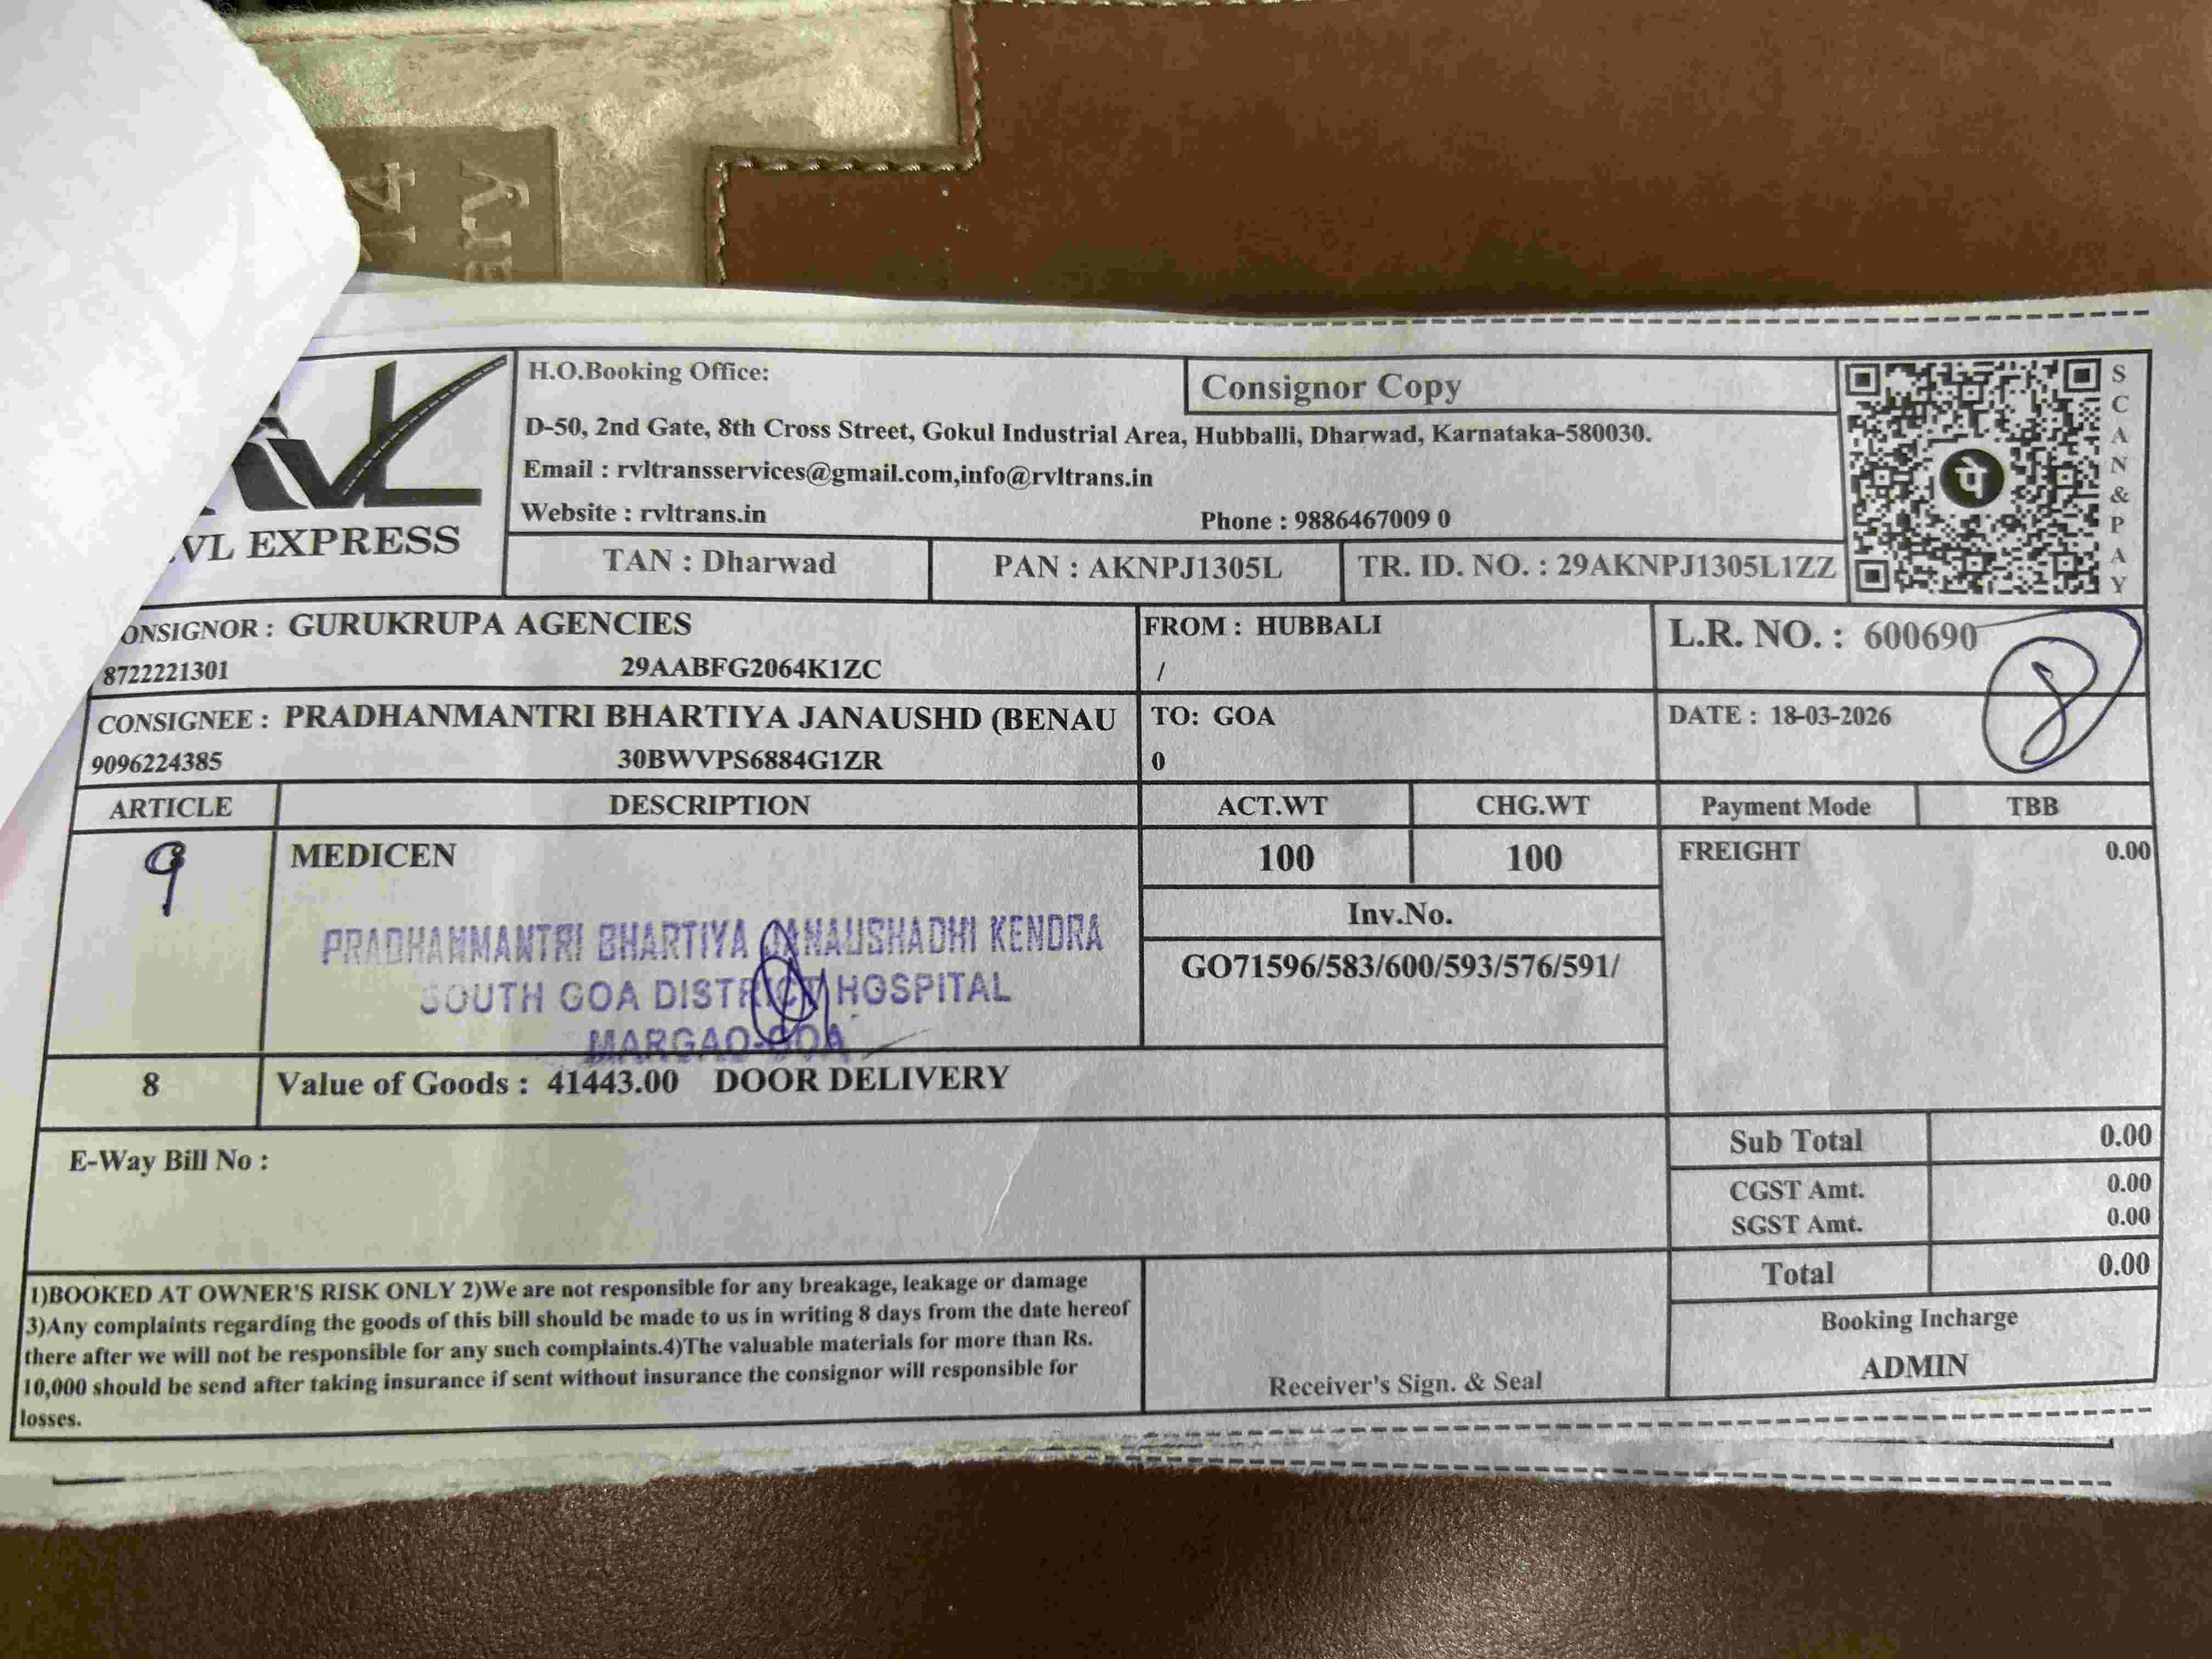 VL EXPRESS
H.O.Booking Office:
Consignor Copy
D-50, 2nd Gate, 8th Cross Street, Gokul Industrial Area, Hubballi, Dharwad, Karnataka-580030.
Email : rvltransservices@gmail.com,info@rvltrans.in
Website : rvltrans.in Phone : 9886467009 0
TAN : Dharwad PAN : AKNPJ1305L TR. ID. NO. : 29AKNPJ1305L1ZZ
पे
SCAN&PAY
ONSIGNOR : GURUKRUPA AGENCIES FROM : HUBBALI L.R. NO. : 600690
8722221301 29AABFG2064K1ZC /
8
CONSIGNEE : PRADHANMANTRI BHARTIYA JANAUSHD (BENAU TO: GOA DATE : 18-03-2026
9096224385 30BWVPS6884G1ZR 0
ARTICLE DESCRIPTION ACT.WT CHG.WT Payment Mode TBB
9 MEDICEN 100 100 FREIGHT 0.00
Inv.No.
GO71596/583/600/593/576/591/
PRADHANMANTRI BHARTIYA JANAUSHADHI KENDRA
SOUTH GOA DISTRICT HOSPITAL
MARGAO-GOA
8 Value of Goods : 41443.00 DOOR DELIVERY
E-Way Bill No :
Sub Total 0.00
CGST Amt. 0.00
SGST Amt. 0.00
Total 0.00
1)BOOKED AT OWNER'S RISK ONLY 2)We are not responsible for any breakage, leakage or damage
3)Any complaints regarding the goods of this bill should be made to us in writing 8 days from the date hereof
there after we will not be responsible for any such complaints.4)The valuable materials for more than Rs.
10,000 should be send after taking insurance if sent without insurance the consignor will responsible for
losses.
Receiver's Sign. & Seal
Booking Incharge
ADMIN